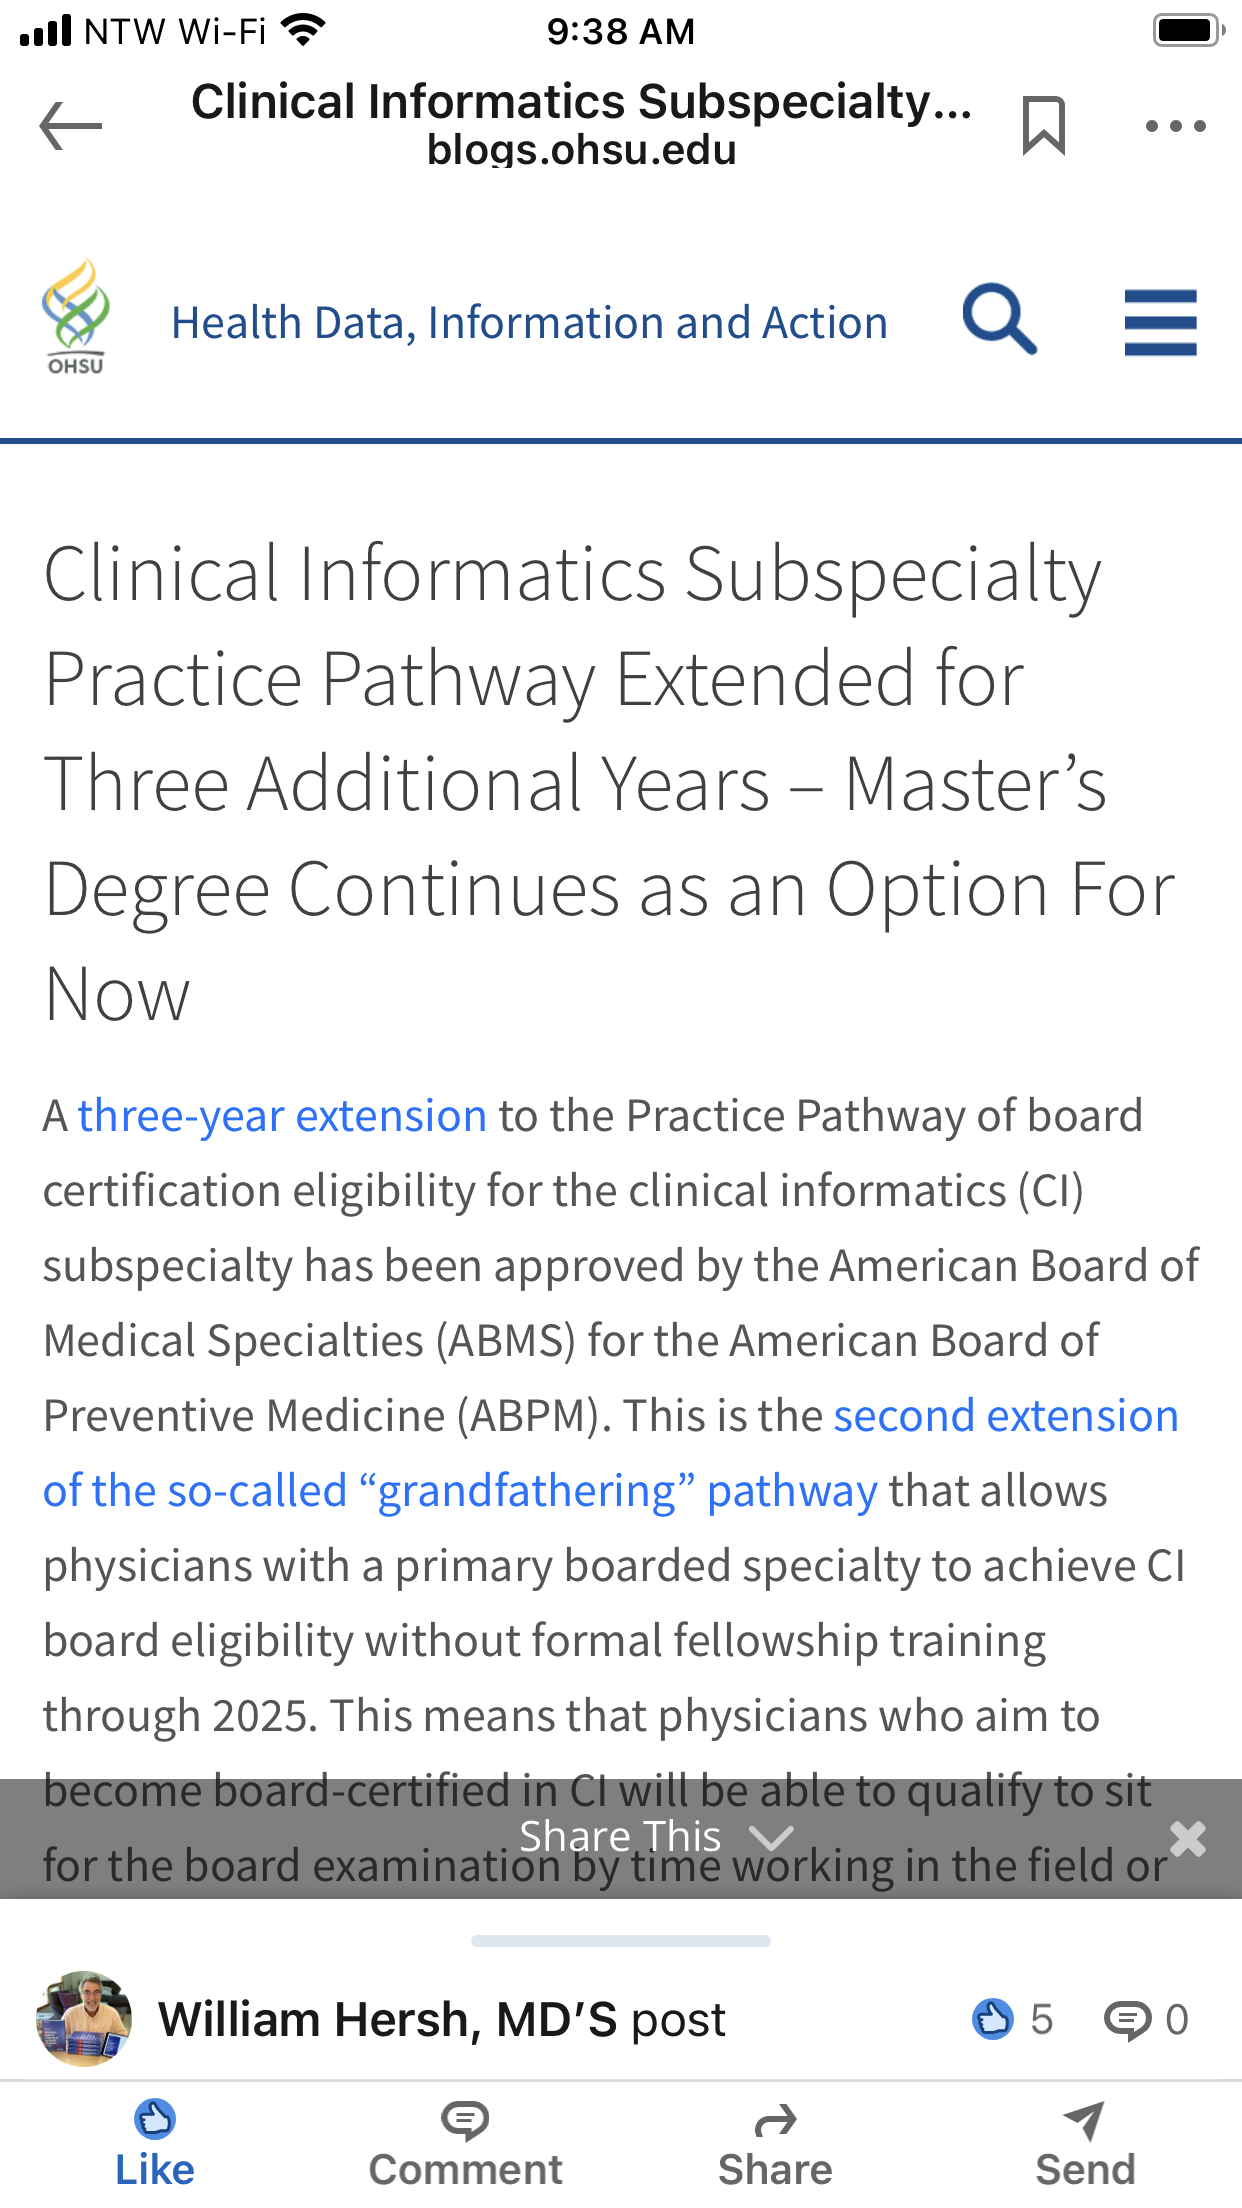 NTW Wi-Fi 9:38 AM
Clinical Informatics Subspecialty...
blogs.ohsu.edu
OHSU
Health Data, Information and Action
Clinical Informatics Subspecialty
Practice Pathway Extended for
Three Additional Years – Master’s
Degree Continues as an Option For
Now
A three-year extension to the Practice Pathway of board
certification eligibility for the clinical informatics (CI)
subspecialty has been approved by the American Board of
Medical Specialties (ABMS) for the American Board of
Preventive Medicine (ABPM). This is the second extension
of the so-called “grandfathering” pathway that allows
physicians with a primary boarded specialty to achieve CI
board eligibility without formal fellowship training
through 2025. This means that physicians who aim to
become board-certified in CI will be able to qualify to sit
Share This
for the board examination by time working in the field or
William Hersh, MD’S post 5 0
Like Comment Share Send